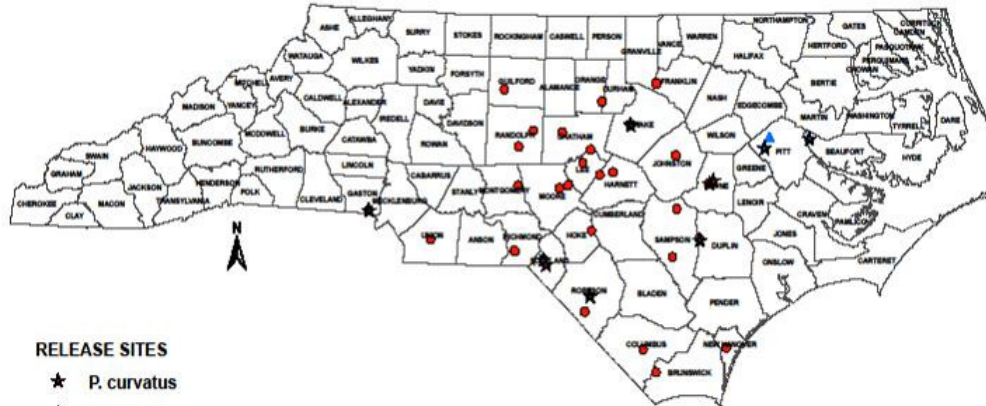 ALLEGHANY
NORTHAMPTON
ASHE
SURRY
STOKES
ROCKINGHAM
CASWELL
PERSON
VANCE
WARREN
GATES
CURRITUCK
CAMDEN
GRANVILLE
HERTFORD
PASQUOTANK
WATAUGA
WILKES
HALIFAX
PERQUIMANS
CHOWAN
YADKIN
FORSYTH
GUILFORD
ORANGE
DURHAM
FRANKLIN
BERTIE
MITCHELL
AVERY
ALAMANCE
NASH
EDGECOMBE
CALDWELL
ALEXANDER
DAVIE
MADISON
YANCEY
IREDELL
DAVIDSON
MARTIN
WASHINGTON
DARE
TYRRELL
WAKE
MCDOWELL
BURKE
RANDOLPH
CHATHAM
WILSON
BUNCOMBE
CATAWBA
ROWAN
PITT
BEAUFORT
HAYWOOD
SWAIN
LINCOLN
LEE
JOHNSTON
HYDE
GRAHAM
RUTHERFORD
CABARRUS
GREENE
HENDERSON
HARNETT
JACKSON
POLK
CLEVELAND
GASTON
STANLY
MONTGOMERY
MOORE
CHEROKEE
MACON
TRANSYLVANIA
MECKLENBURG
LENOIR
CLAY
CUMBERLAND
CRAVEN
PAMLICO
N
HOKE
JONES
UNION
ANSON
RICHMOND
SAMPSON
DUPLIN
CARTERET
ONSLOW
ROBESON
BLADEN
PENDER
COLUMBUS
NEW HANOVER
BRUNSWICK
RELEASE SITES
P. curvatus